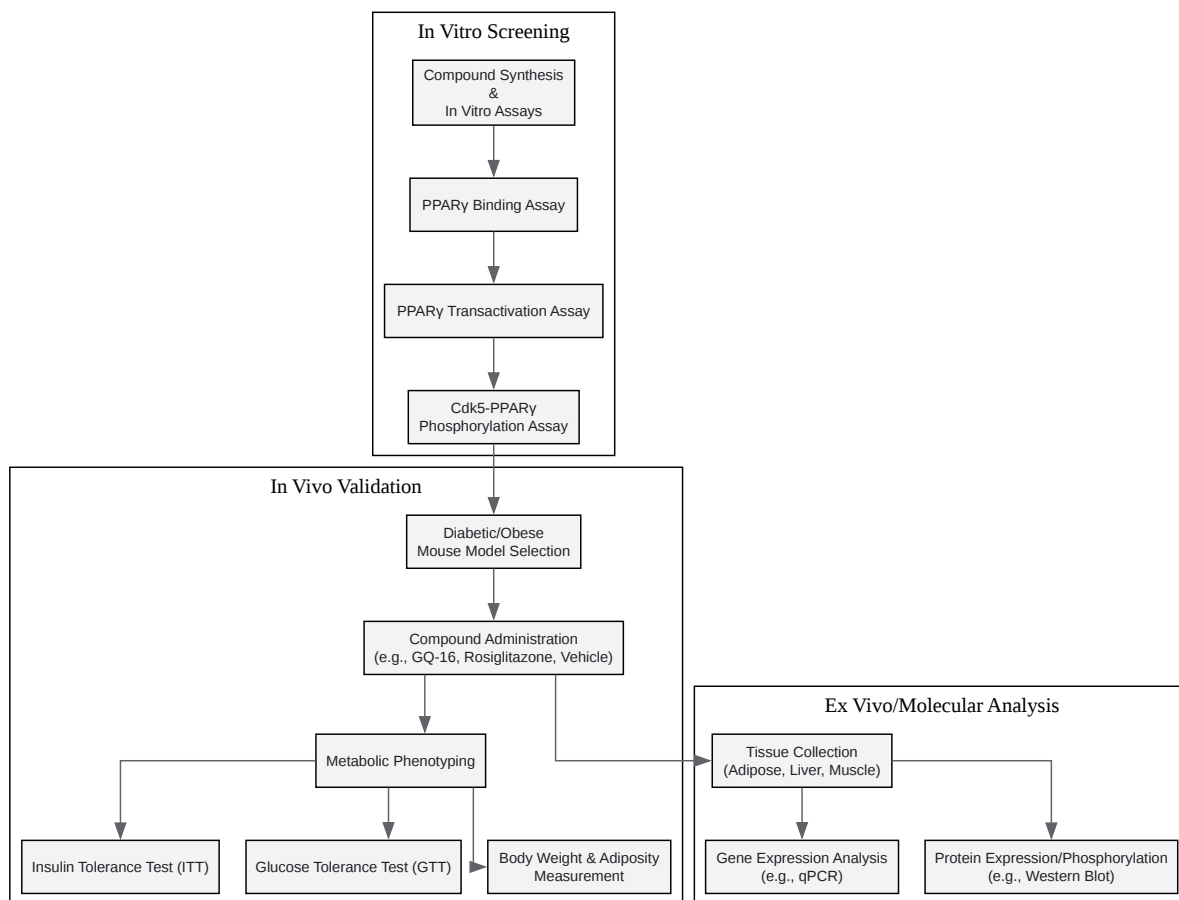 In Vitro Screening
Compound Synthesis
&
In Vitro Assays
PPARγ Binding Assay
PPARγ Transactivation Assay
Cdk5-PPARγ
Phosphorylation Assay
In Vivo Validation
Diabetic/Obese
Mouse Model Selection
Compound Administration
(e.g., GQ-16, Rosiglitazone, Vehicle)
Metabolic Phenotyping
Insulin Tolerance Test (ITT)
Glucose Tolerance Test (GTT)
Body Weight & Adiposity
Measurement
Ex Vivo/Molecular Analysis
Tissue Collection
(Adipose, Liver, Muscle)
Gene Expression Analysis
(e.g., qPCR)
Protein Expression/Phosphorylation
(e.g., Western Blot)